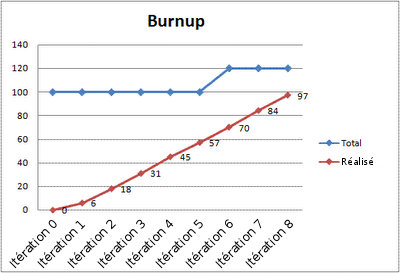 Burnup
140
120
100
80
60
40
20
0
0
6
18
31
45
57
70
84
97
Itération 0
Itération 1
Itération 2
Itération 3
Itération 4
Itération 5
Itération 6
Itération 7
Itération 8
Total
Réalisé